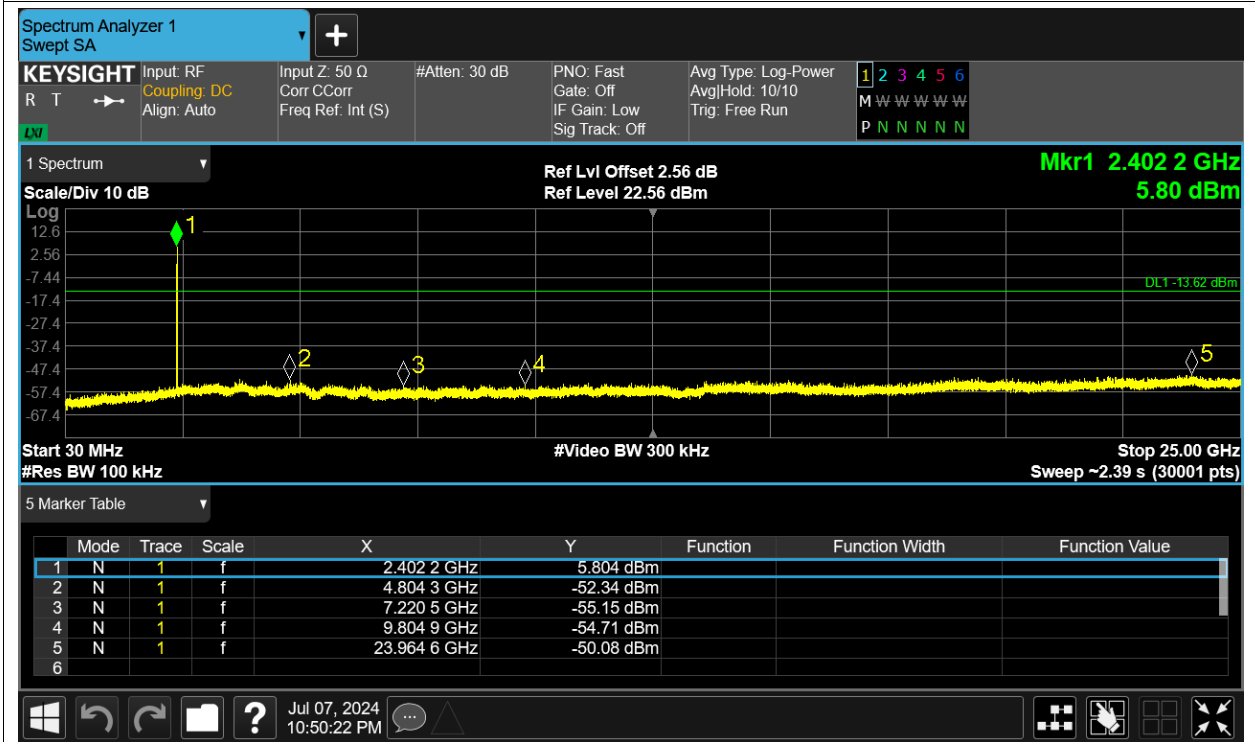 Spectrum Analyzer 1
Swept SA
KEYSIGHT
R T
LXI
Input: RF
Coupling: DC
Align: Auto
Input Z: 50 Ω
Corr CCorr
Freq Ref: Int (S)
#Atten: 30 dB
PNO: Fast
Gate: Off
IF Gain: Low
Sig Track: Off
Avg Type: Log-Power
Avg|Hold: 10/10
Trig: Free Run
1 2 3 4 5 6
M W W W W W
P N N N N N
1 Spectrum
Scale/Div 10 dB
Ref Lvl Offset 2.56 dB
Ref Level 22.56 dBm
Mkr1 2.402 2 GHz
5.80 dBm
Log
12.6
2.56
-7.44
-17.4
-27.4
-37.4
-47.4
-57.4
-67.4
1
2
3
4
5
DL1 -13.62 dBm
Start 30 MHz
#Res BW 100 kHz
#Video BW 300 kHz
Stop 25.00 GHz
Sweep ~2.39 s (30001 pts)
5 Marker Table
Mode Trace Scale X Y Function Function Width Function Value
1 N 1 f 2.402 2 GHz 5.804 dBm
2 N 1 f 4.804 3 GHz -52.34 dBm
3 N 1 f 7.220 5 GHz -55.15 dBm
4 N 1 f 9.804 9 GHz -54.71 dBm
5 N 1 f 23.964 6 GHz -50.08 dBm
6
?
Jul 07, 2024
10:50:22 PM